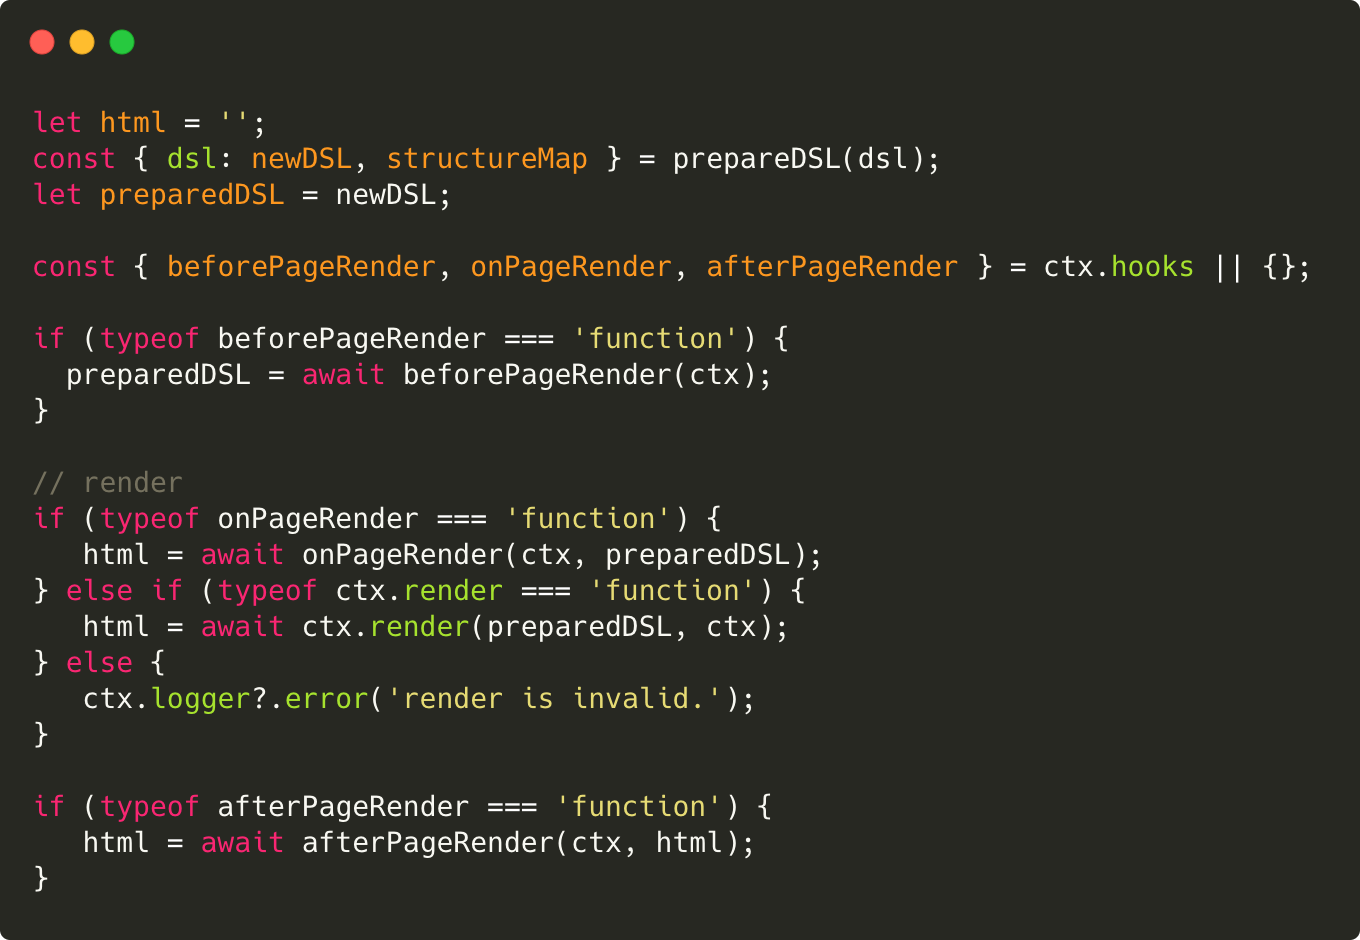 let html = '';
const { dsl: newDSL, structureMap } = prepareDSL(dsl);
let preparedDSL = newDSL;

const { beforePageRender, onPageRender, afterPageRender } = ctx.hooks || {};

if (typeof beforePageRender === 'function') {
  preparedDSL = await beforePageRender(ctx);
}

// render
if (typeof onPageRender === 'function') {
   html = await onPageRender(ctx, preparedDSL);
} else if (typeof ctx.render === 'function') {
   html = await ctx.render(preparedDSL, ctx);
} else {
   ctx.logger?.error('render is invalid.');
}

if (typeof afterPageRender === 'function') {
   html = await afterPageRender(ctx, html);
}